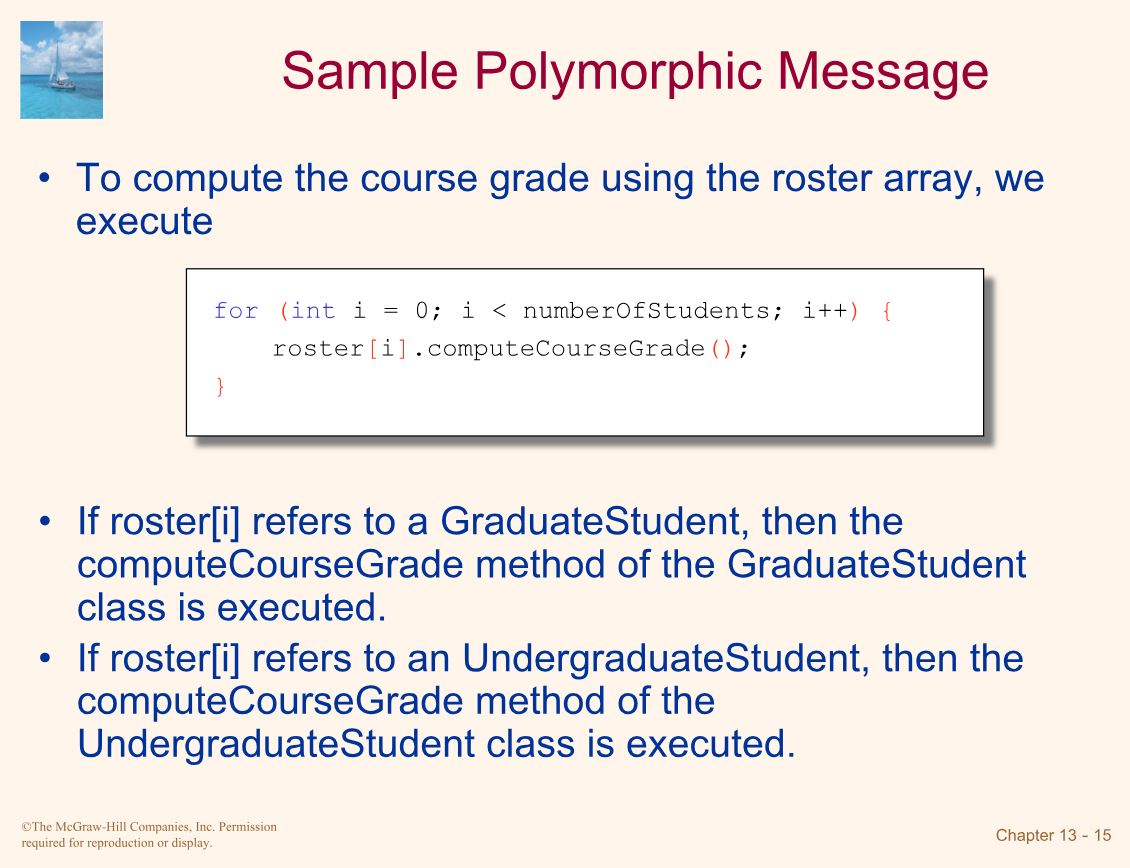 Sample Polymorphic Message
• To compute the course grade using the roster array, we
execute
for (int i = 0; i < numberOfStudents; i++) {
    roster[i].computeCourseGrade();
}
• If roster[i] refers to a GraduateStudent, then the
computeCourseGrade method of the GraduateStudent
class is executed.
• If roster[i] refers to an UndergraduateStudent, then the
computeCourseGrade method of the
UndergraduateStudent class is executed.
©The McGraw-Hill Companies, Inc. Permission
required for reproduction or display.
Chapter 13 - 15